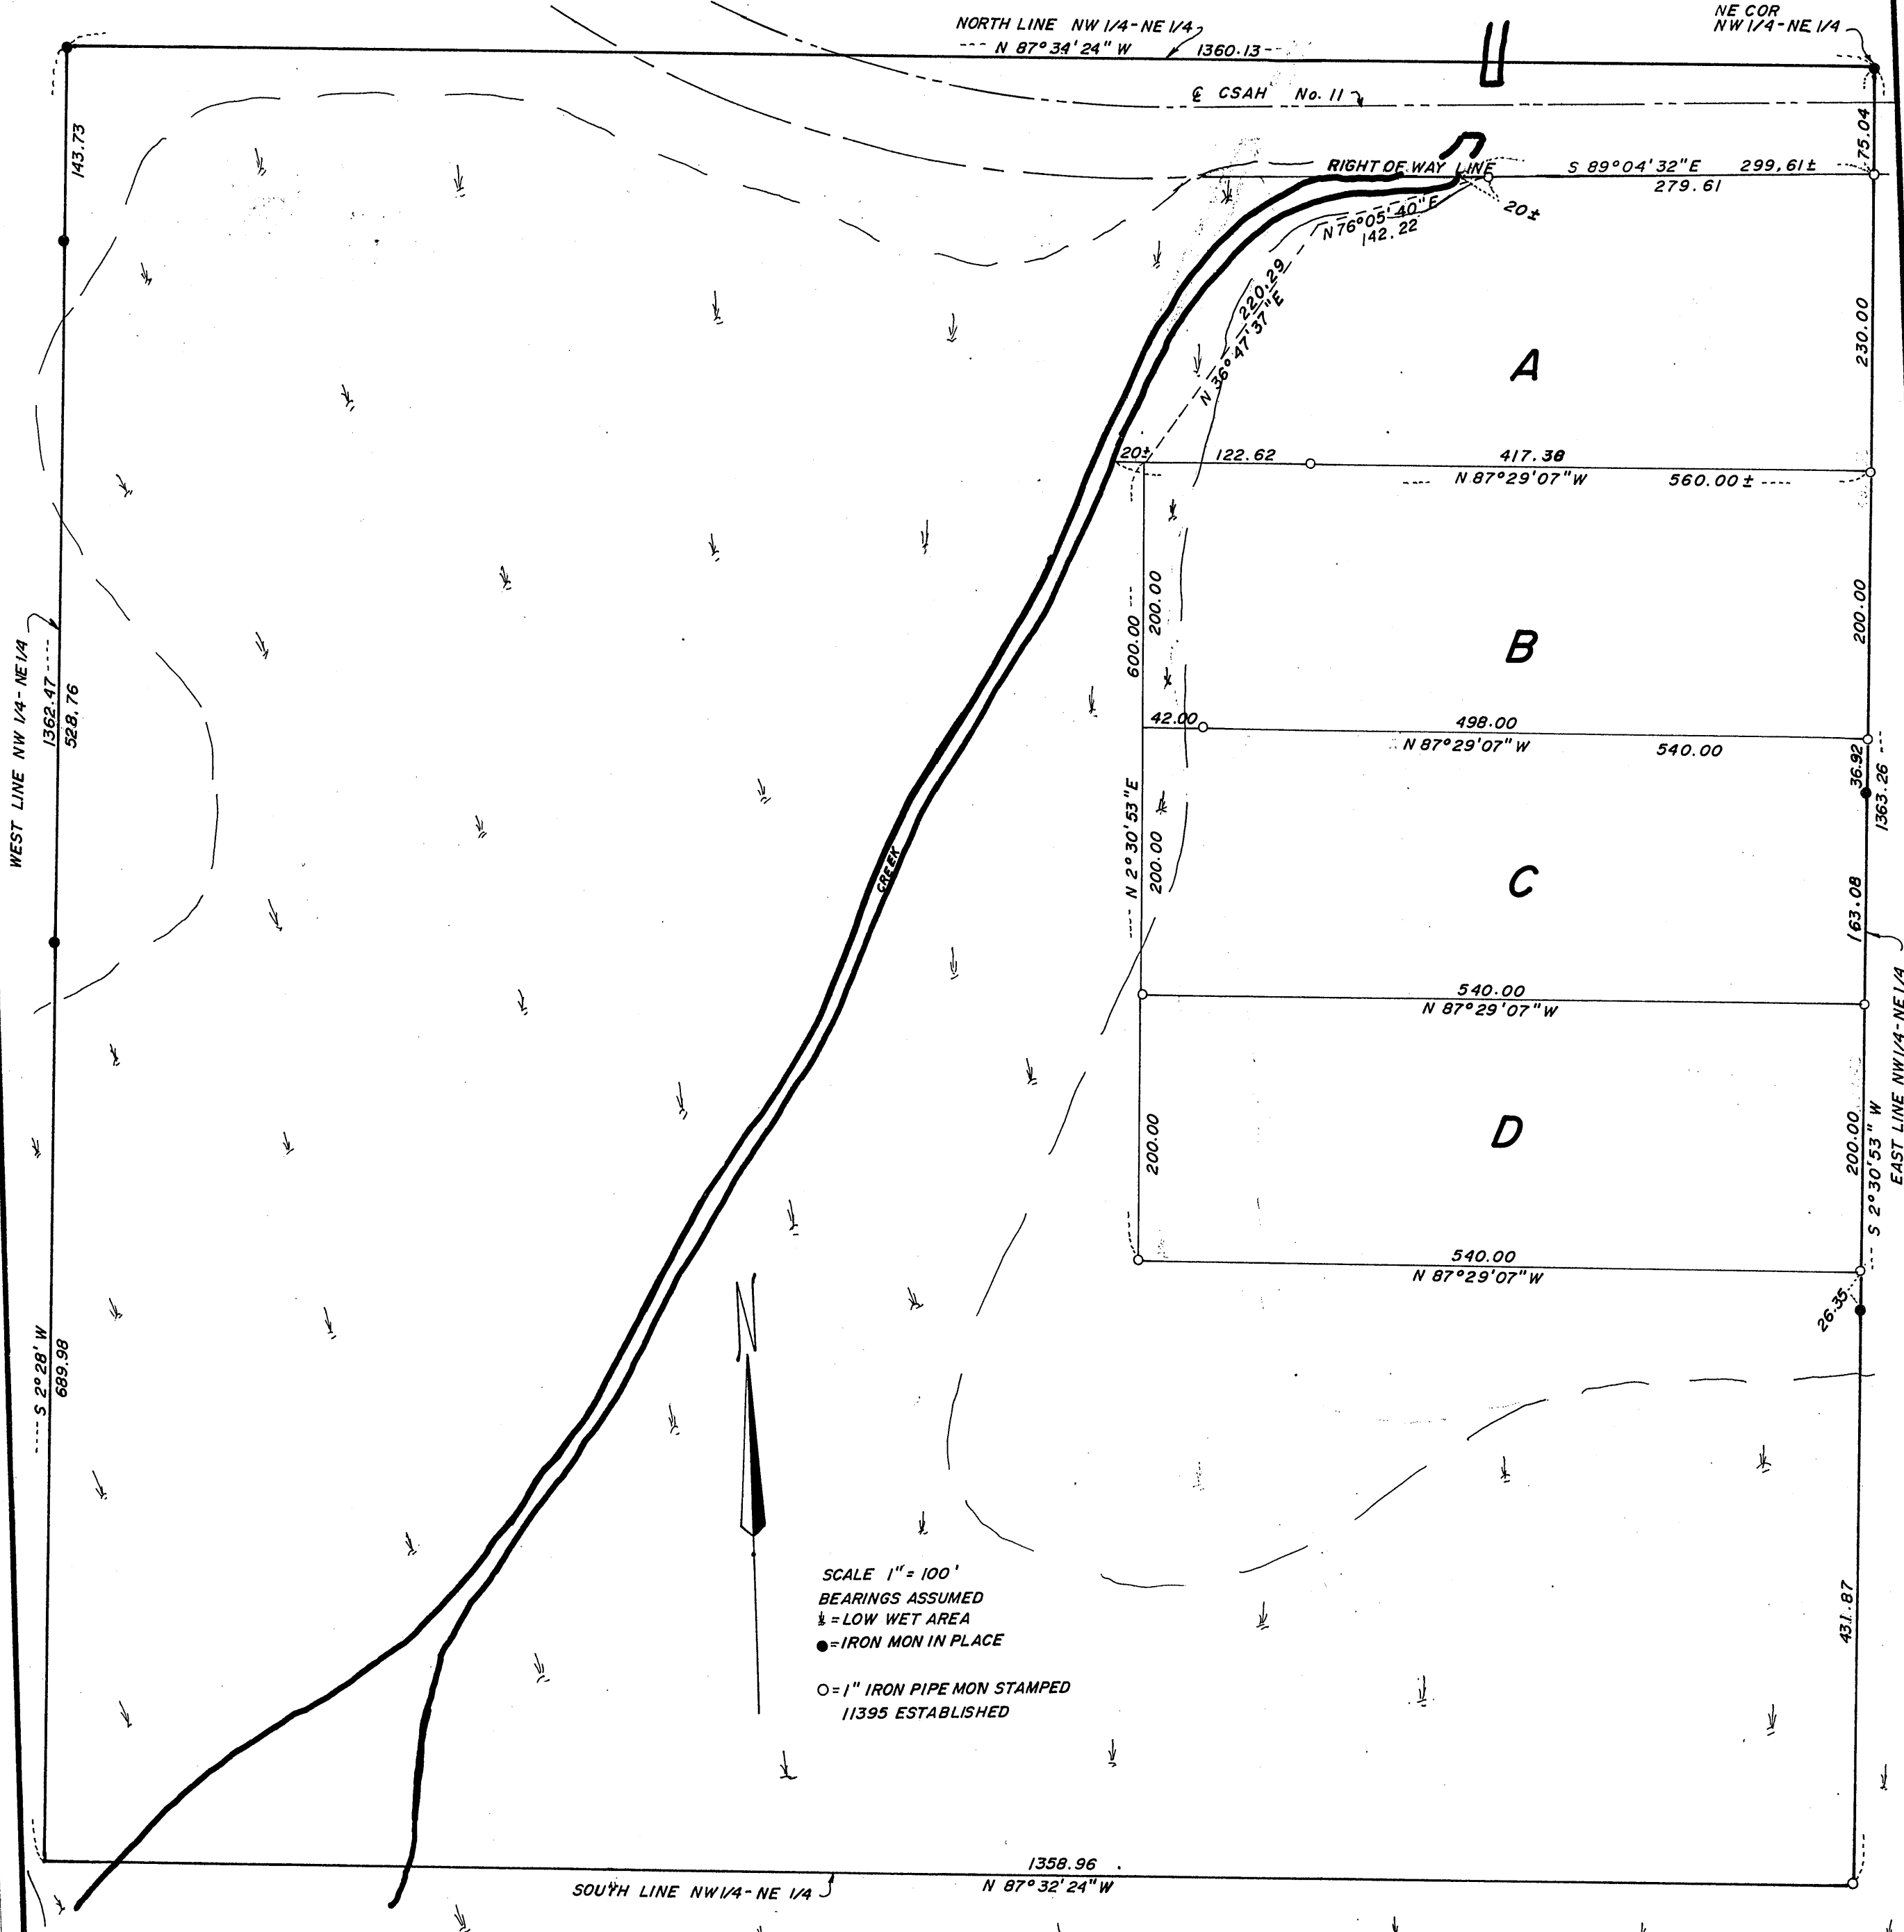 NORTH LINE NW 1/4-NE 1/4
N 87°34'24" W 1360.13
NE COR
NW 1/4-NE 1/4
℄ CSAH No. 11
143.73
75.04
RIGHT OF WAY LINE
S 89°04'32"E 299.61±
279.61
20±
N 76°05'40"E
142.22
220.29
N 36°47'37"E
230.00
A
20±
122.62
417.38
N 87°29'07"W 560.00±
200.00
600.00
200.00
B
WEST LINE NW 1/4-NE 1/4
1362.47
528.76
42.00
498.00
N 87°29'07"W 540.00
36.92
1363.26
N 2°30'53"E
200.00
CREEK
C
163.08
540.00
N 87°29'07"W
EAST LINE NW 1/4-NE 1/4
200.00
D
200.00
S 2°30'53" W
540.00
N 87°29'07"W
26.35
N
S 2°28' W
689.98
SCALE 1"=100'
BEARINGS ASSUMED
=LOW WET AREA
●=IRON MON IN PLACE
○=1" IRON PIPE MON STAMPED
11395 ESTABLISHED
431.87
1358.96
SOUTH LINE NW1/4-NE 1/4
N 87°32'24"W